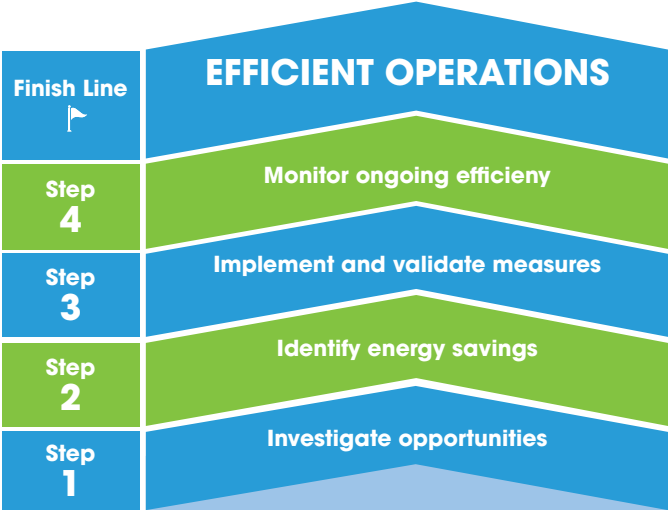 Finish Line
EFFICIENT OPERATIONS
Step
4
Monitor ongoing efficieny
Step
3
Implement and validate measures
Step
2
Identify energy savings
Step
1
Investigate opportunities